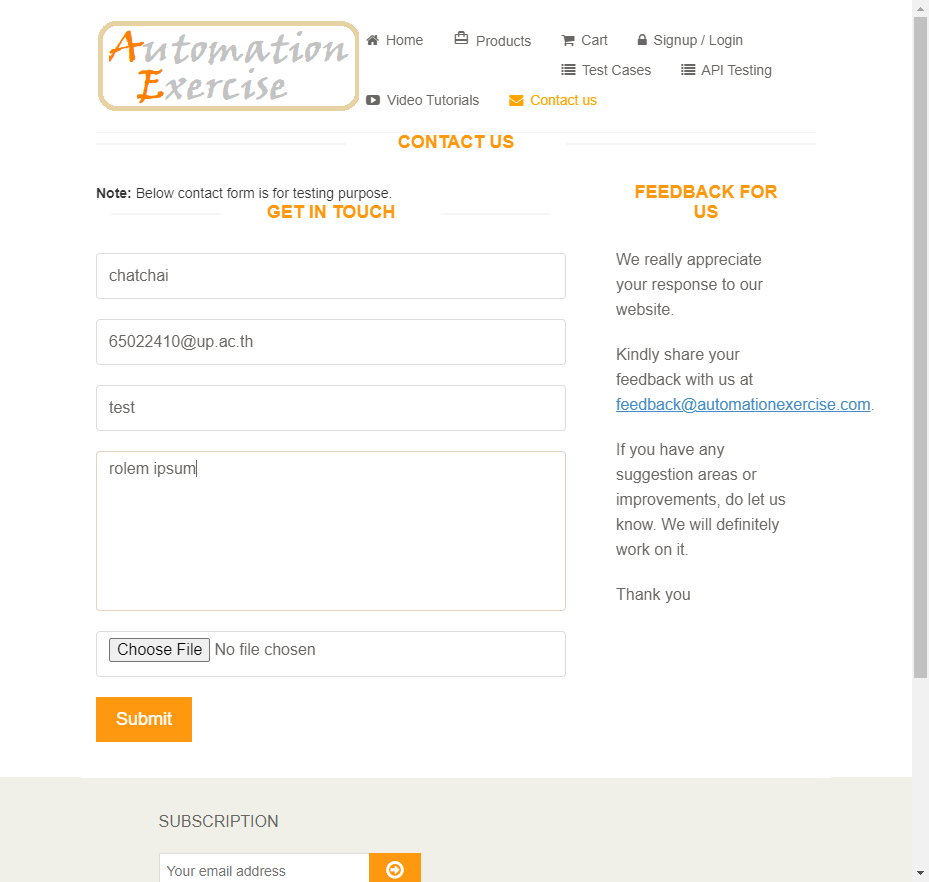 Automation
Exercise
Home Products Cart Signup / Login
Test Cases API Testing
Video Tutorials Contact us
CONTACT US
Note: Below contact form is for testing purpose.
GET IN TOUCH
chatchai
65022410@up.ac.th
test
rolem ipsum
Choose File No file chosen
Submit
FEEDBACK FOR
US
We really appreciate
your response to our
website.
Kindly share your
feedback with us at
feedback@automationexercise.com.
If you have any
suggestion areas or
improvements, do let us
know. We will definitely
work on it.
Thank you
SUBSCRIPTION
Your email address